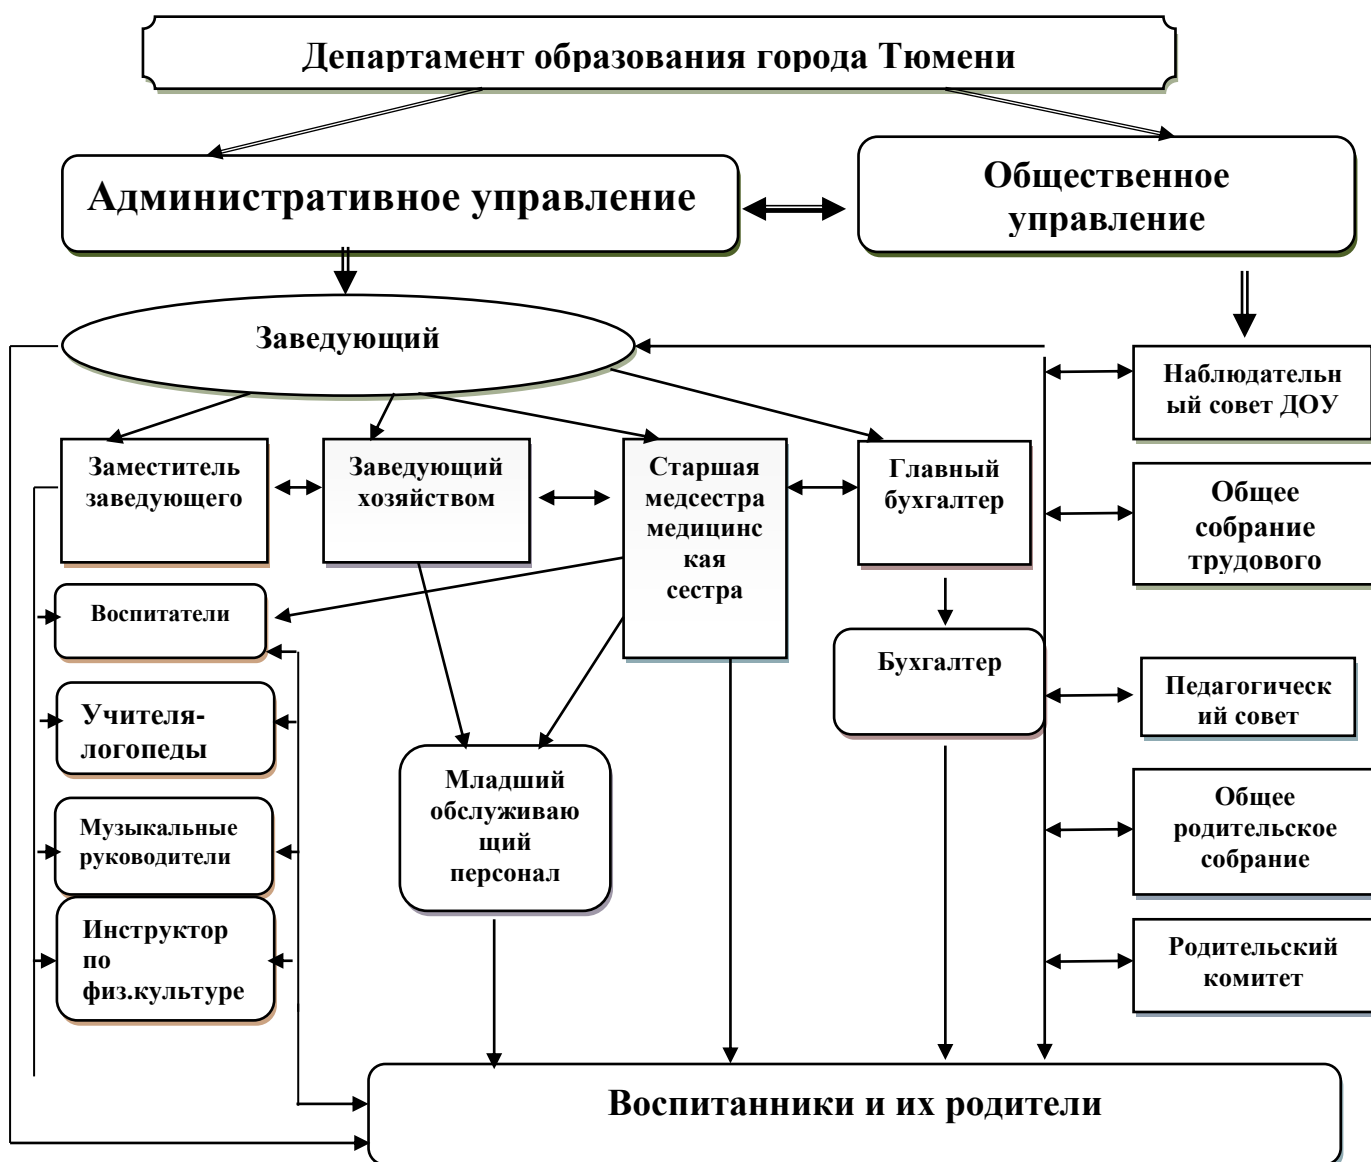 Департамент образования города Тюмени
Административное управление
Общественное
управление
Заведующий
Наблюдательн
ый совет ДОУ
Заместитель
заведующего
Заведующий
хозяйством
Старшая
медсестра
медицинс
кая
сестра
Главный
бухгалтер
Общее
собрание
трудового
Воспитатели
Бухгалтер
Педагогическ
ий совет
Учителя-
логопеды
Младший
обслуживаю
щий
персонал
Общее
родительское
собрание
Музыкальные
руководители
Инструктор
по
физ.культуре
Родительский
комитет
Воспитанники и их родители